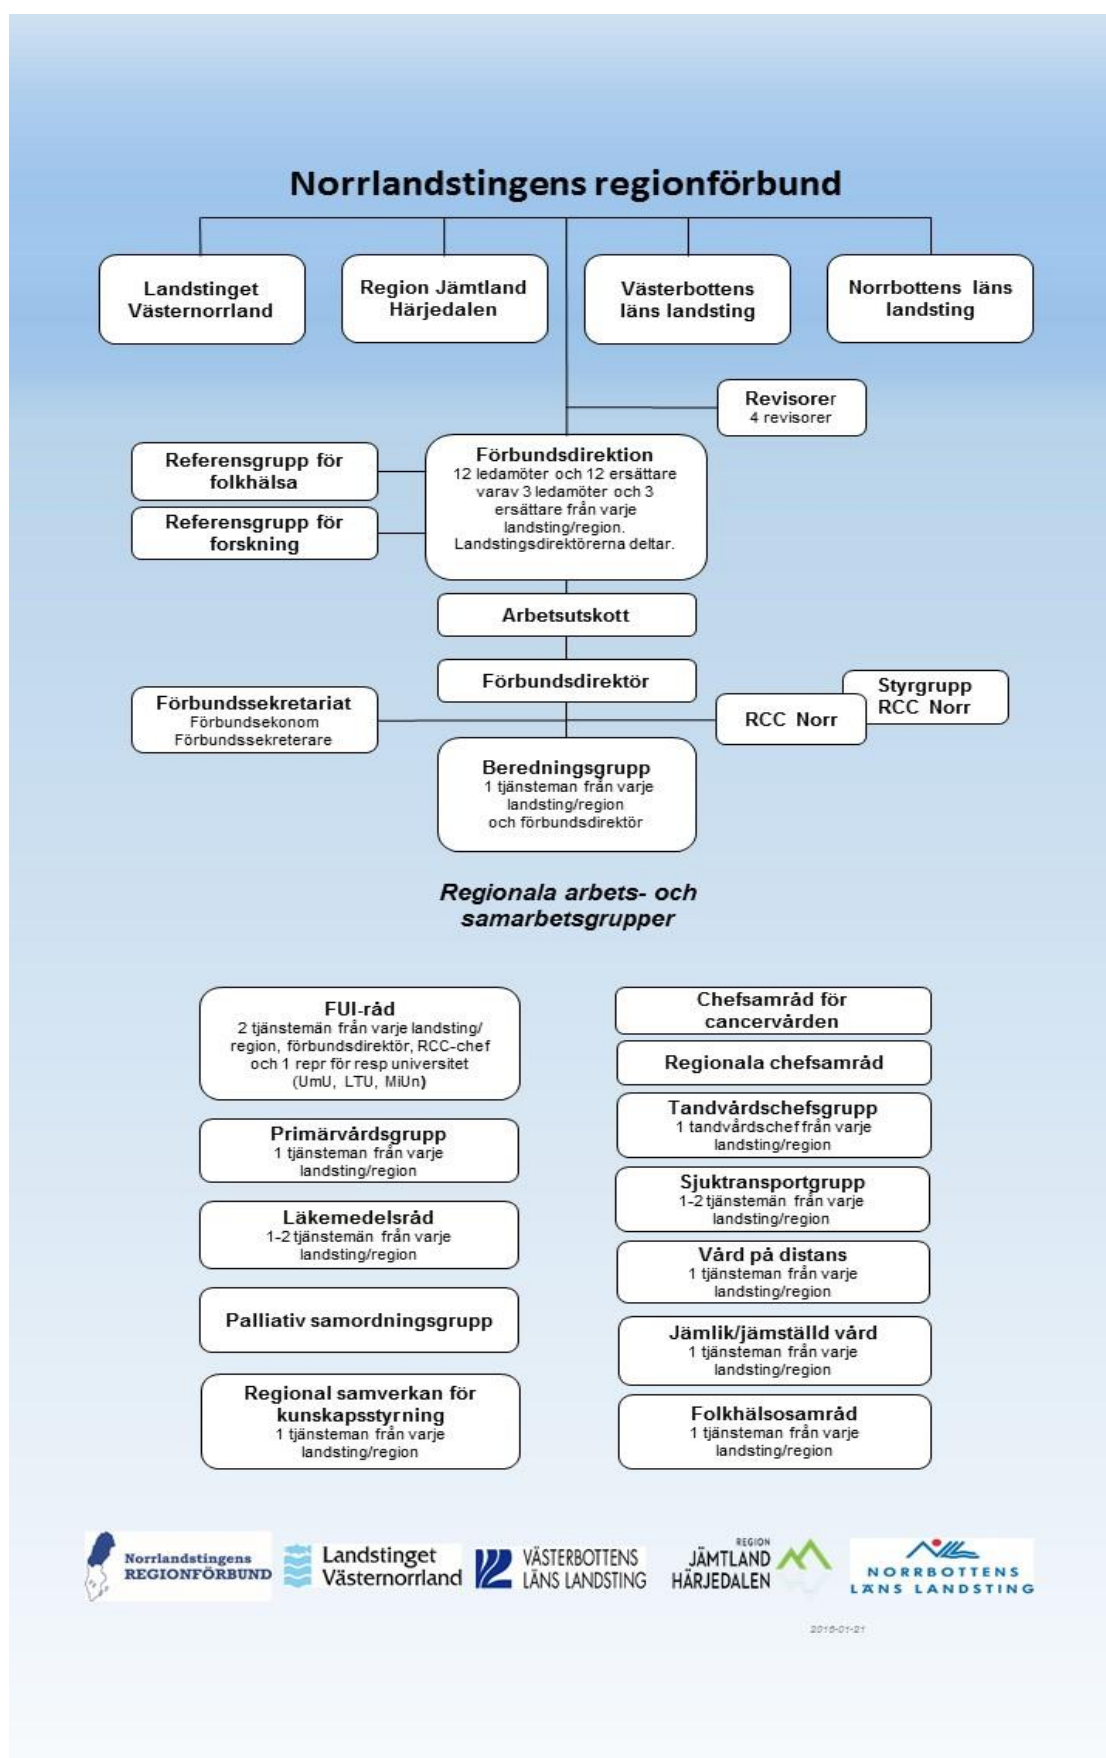 Norrlandstingens regionförbund
Landstinget
Västernorrland
Region Jämtland
Härjedalen
Västerbottens
läns landsting
Norrbottens läns
landsting
Revisorer
4 revisorer
Referensgrupp för
folkhälsa
Referensgrupp för
forskning
Förbundsdirektion
12 ledamöter och 12 ersättare
varav 3 ledamöter och 3
ersättare från varje
landsting/region.
Landstingsdirektörerna deltar.
Arbetsutskott
Förbundsdirektör
Förbundssekretariat
Förbundsekonom
Förbundssekreterare
RCC Norr
Styrgrupp
RCC Norr
Beredningsgrupp
1 tjänsteman från varje
landsting/region
och förbundsdirektör
Regionala arbets- och
samarbetsgrupper
FUI-råd
2 tjänstemän från varje landsting/
region, förbundsdirektör, RCC-chef
och 1 repr för resp universitet
(UmU, LTU, MiUn)
Primärvårdsgrupp
1 tjänsteman från varje
landsting/region
Läkemedelsråd
1-2 tjänstemän från varje
landsting/region
Palliativ samordningsgrupp
Regional samverkan för
kunskapsstyrning
1 tjänsteman från varje
landsting/region
Chefsamråd för
cancervården
Regionala chefsamråd
Tandvårdschefsgrupp
1 tandvårdschef från varje
landsting/region
Sjuktransportgrupp
1-2 tjänstemän från varje
landsting/region
Vård på distans
1 tjänsteman från varje
landsting/region
Jämlik/jämställd vård
1 tjänsteman från varje
landsting/region
Folkhälsosamråd
1 tjänsteman från varje
landsting/region
Norrlandstingens
REGIONFÖRBUND
Landstinget
Västernorrland
VÄSTERBOTTENS
LÄNS LANDSTING
REGION
JÄMTLAND
HÄRJEDALEN
NORRBOTTENS
LÄNS LANDSTING